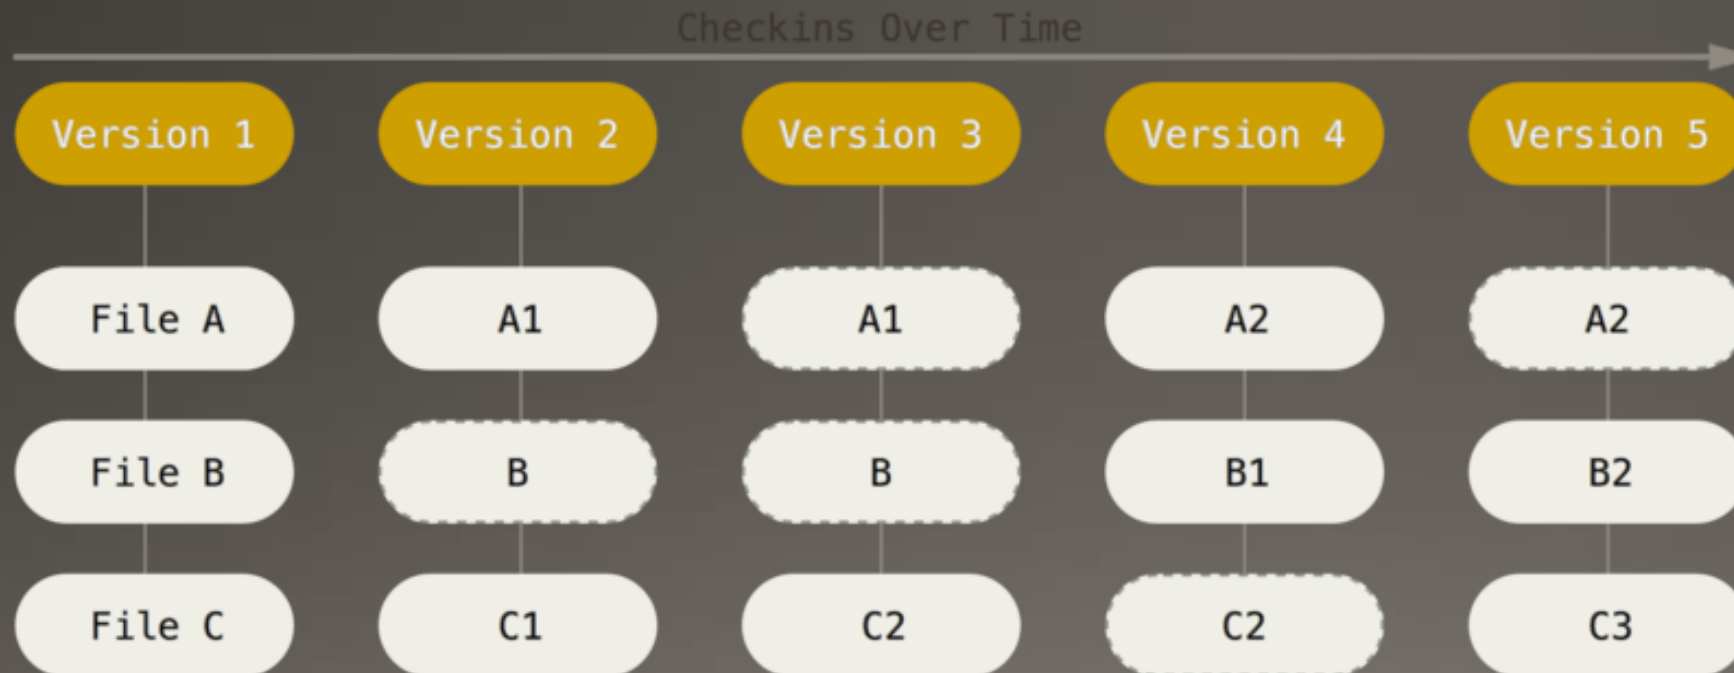 Checkins Over Time
Version 1 Version 2 Version 3 Version 4 Version 5
File A A1 A1 A2 A2
File B B B B1 B2
File C C1 C2 C2 C3